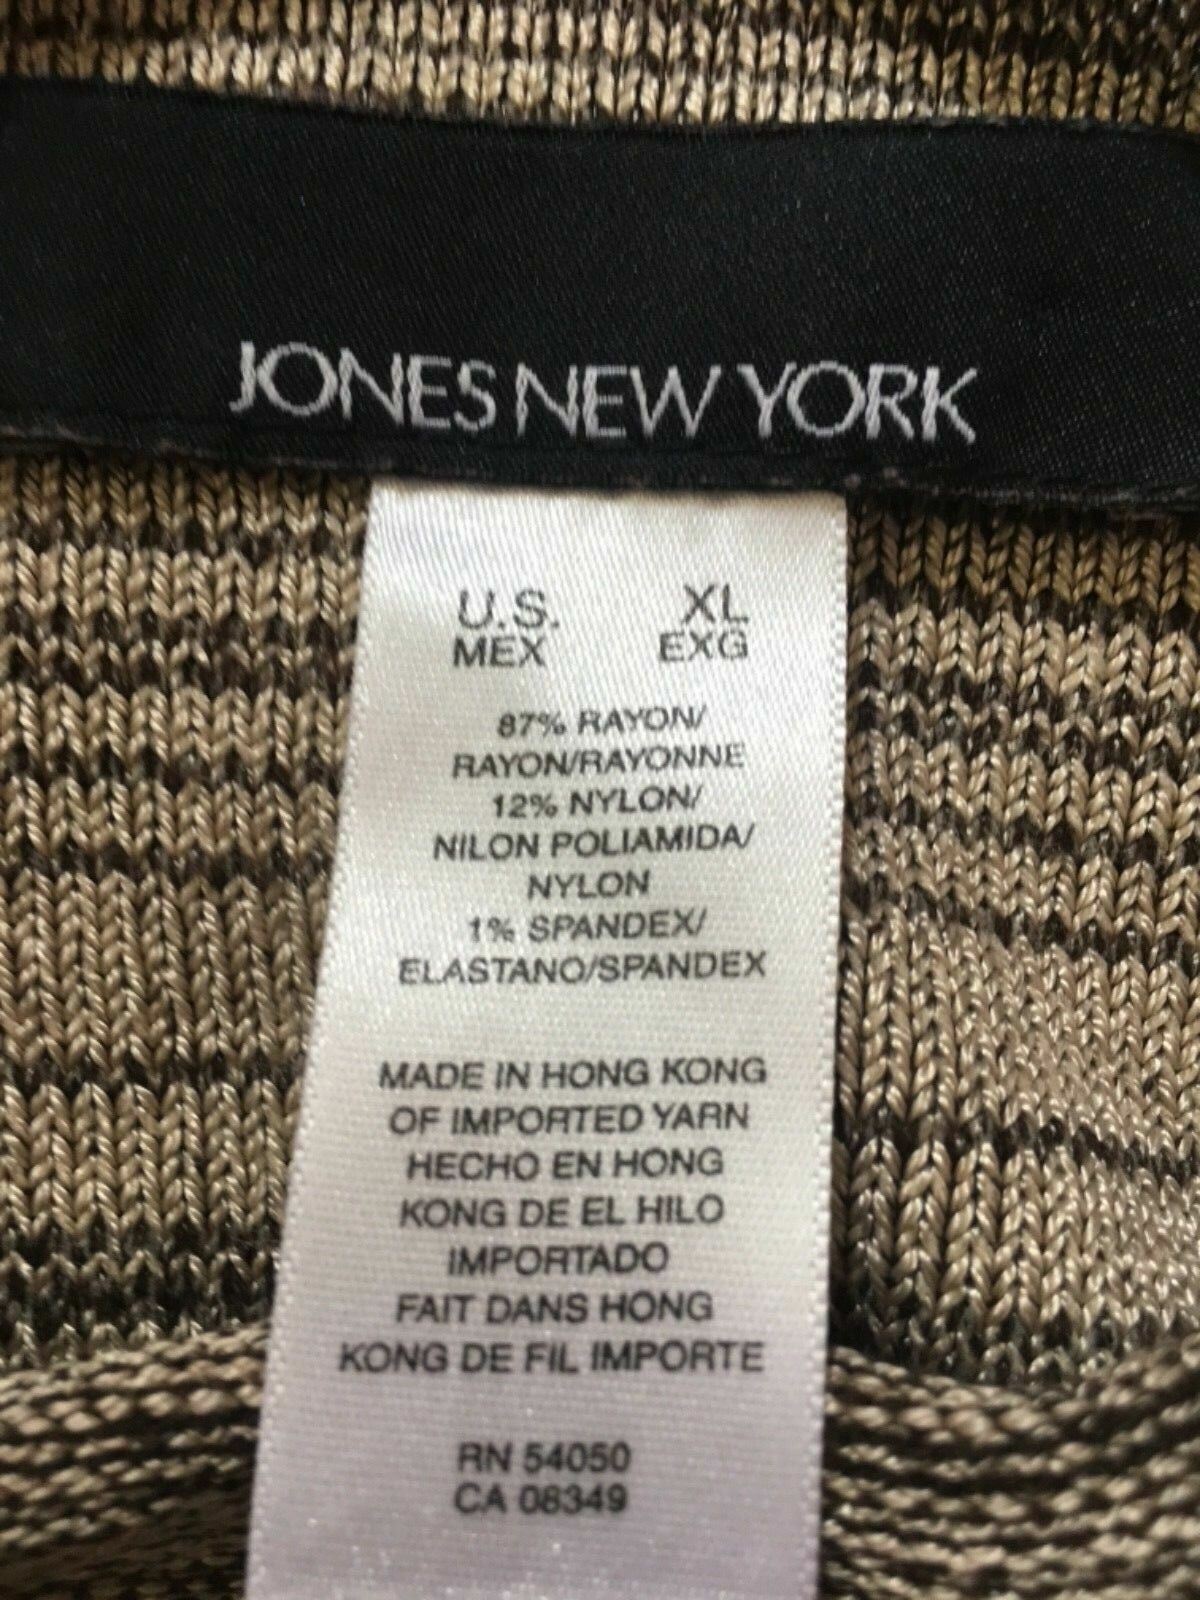 JONES NEW YORK
U.S. XL
MEX EXG
87% RAYON/
RAYON/RAYONNE
12% NYLON/
NILON POLIAMIDA/
NYLON
1% SPANDEX/
ELASTANO/SPANDEX
MADE IN HONG KONG
OF IMPORTED YARN
HECHO EN HONG
KONG DE EL HILO
IMPORTADO
FAIT DANS HONG
KONG DE FIL IMPORTE
RN 54050
CA 08349